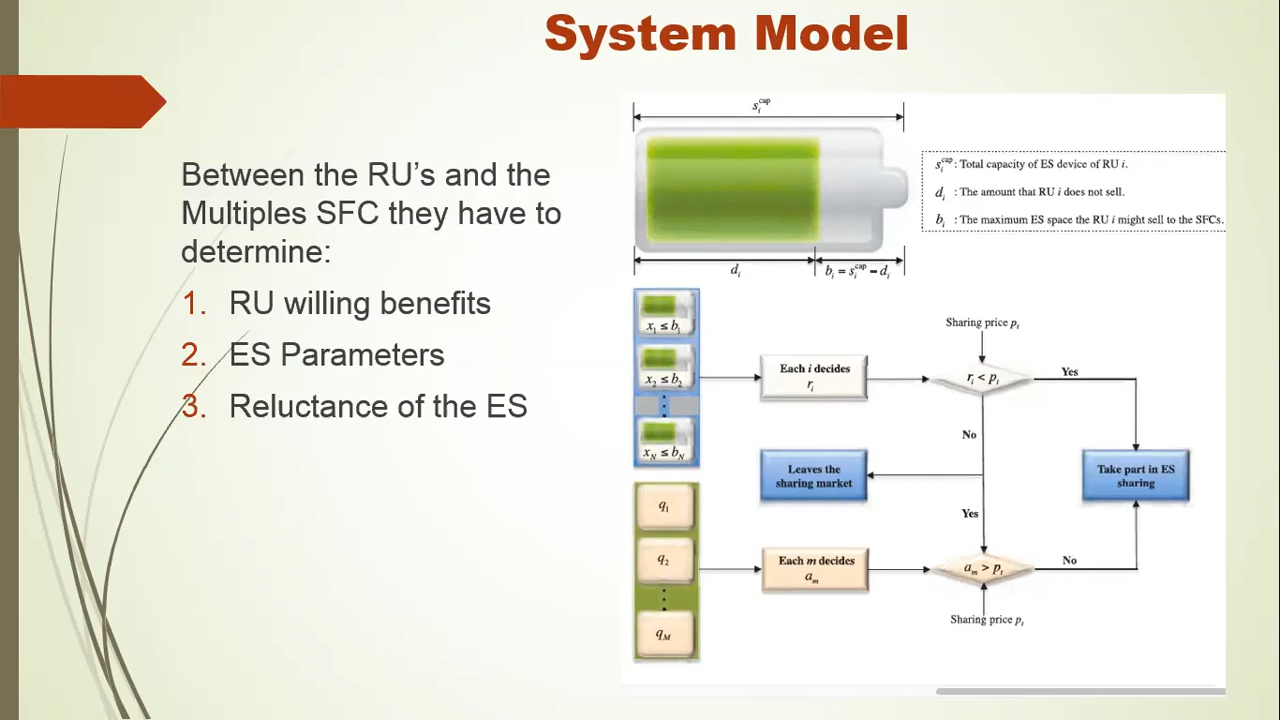 System Model
Between the RU's and the
Multiples SFC they have to
determine:
1. RU willing benefits
2. ES Parameters
3. Reluctance of the ES
s_i^cap
s_i^cap : Total capacity of ES device of RU i.
d_i : The amount that RU i does not sell.
b_i : The maximum ES space the RU i might sell to the SFCs.
d_i
b_i = s_i^cap – d_i
x_1 ≤ b_1
x_2 ≤ b_2
x_N ≤ b_N
Each i decides
r_i
Sharing price p_t
r_i < p_t
Yes
No
Leaves the
sharing market
Take part in ES
sharing
Yes
q_1
q_2
q_M
Each m decides
a_m
a_m > p_t
No
Sharing price p_t